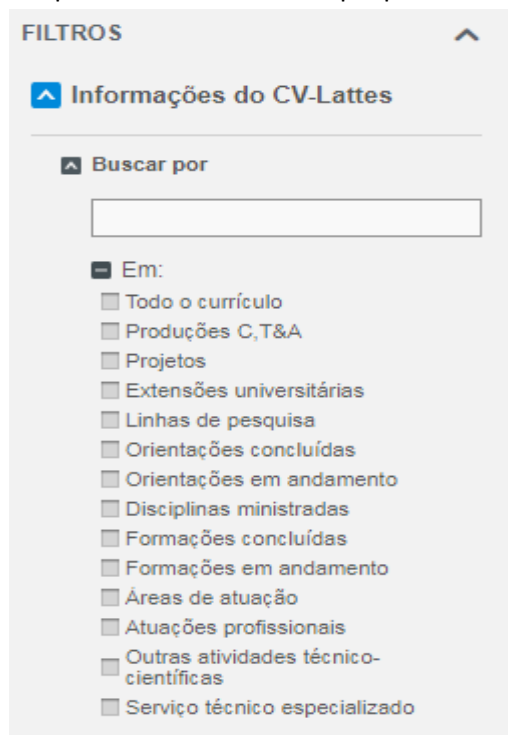 FILTROS
Informações do CV-Lattes
Buscar por
Em:
Todo o currículo
Produções C,T&A
Projetos
Extensões universitárias
Linhas de pesquisa
Orientações concluídas
Orientações em andamento
Disciplinas ministradas
Formações concluídas
Formações em andamento
Áreas de atuação
Atuações profissionais
Outras atividades técnico-
científicas
Serviço técnico especializado